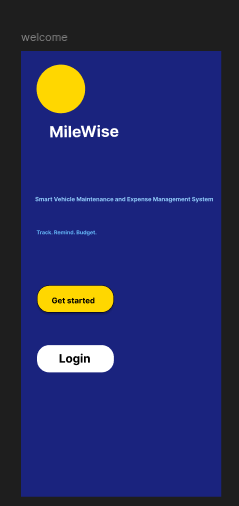 welcome
MileWise
Smart Vehicle Maintenance and Expense Management System
Track. Remind. Budget.
Get started
Login